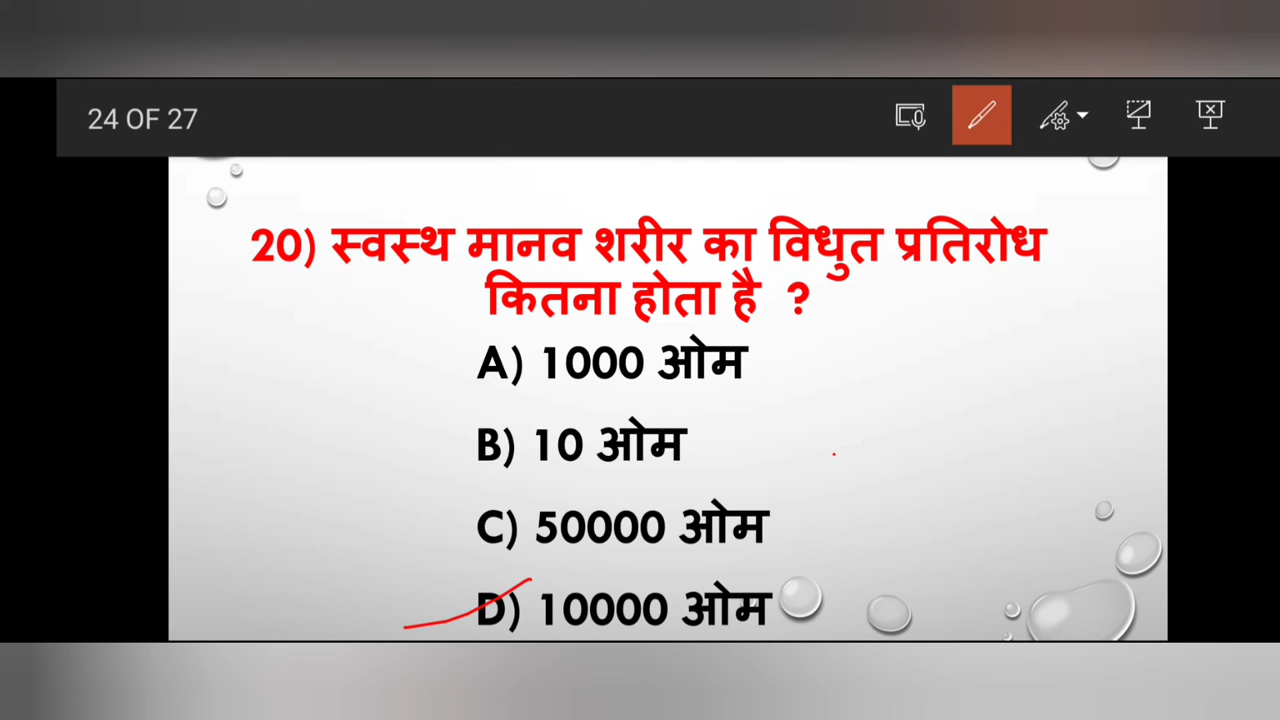 24 OF 27
20) स्वस्थ मानव शरीर का विधुत प्रतिरोध
कितना होता है ?
A) 1000 ओम
B) 10 ओम
C) 50000 ओम
D) 10000 ओम